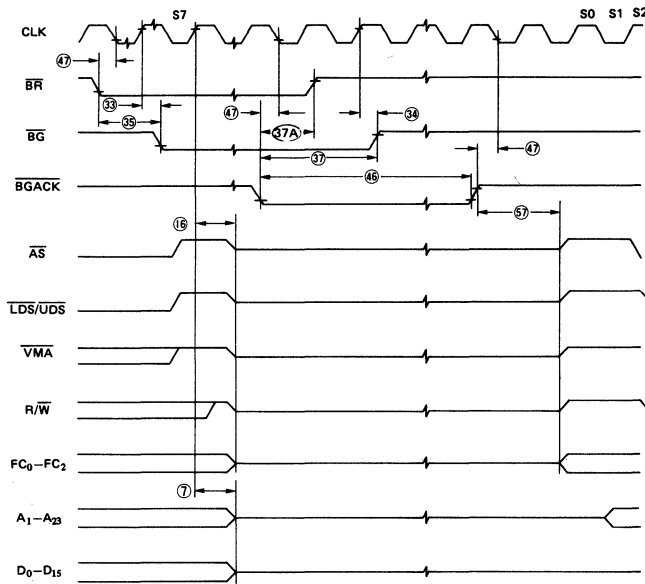 S7 S0 S1 S2
CLK
㊼
BR
㉝ ㊼ ㉞
㉟ 37A
BG
㊲ ㊼
㊻
BGACK
⑯ 57
AS
LDS/UDS
VMA
R/W
FC₀–FC₂
⑦
A₁–A₂₃
D₀–D₁₅